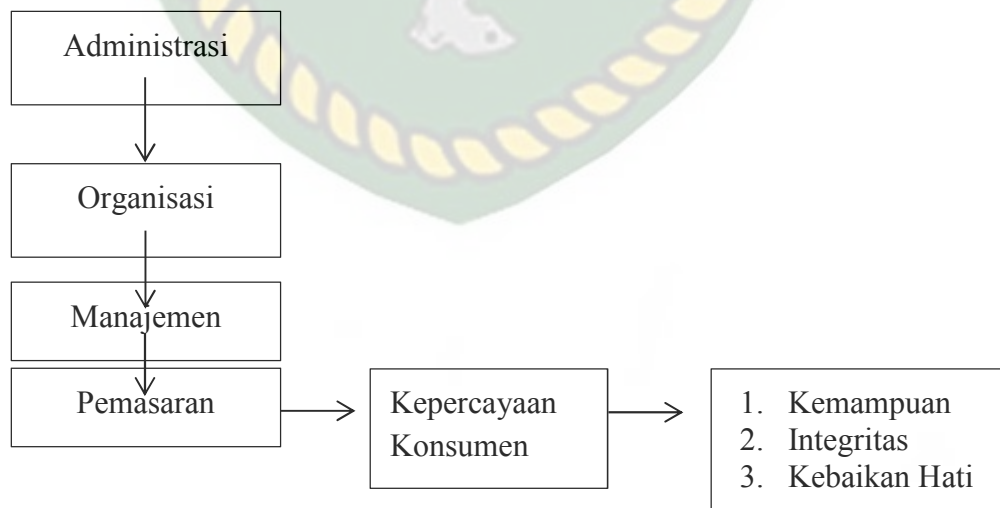 Administrasi
Organisasi
Manajemen
Pemasaran
Kepercayaan
Konsumen
1. Kemampuan
2. Integritas
3. Kebaikan Hati